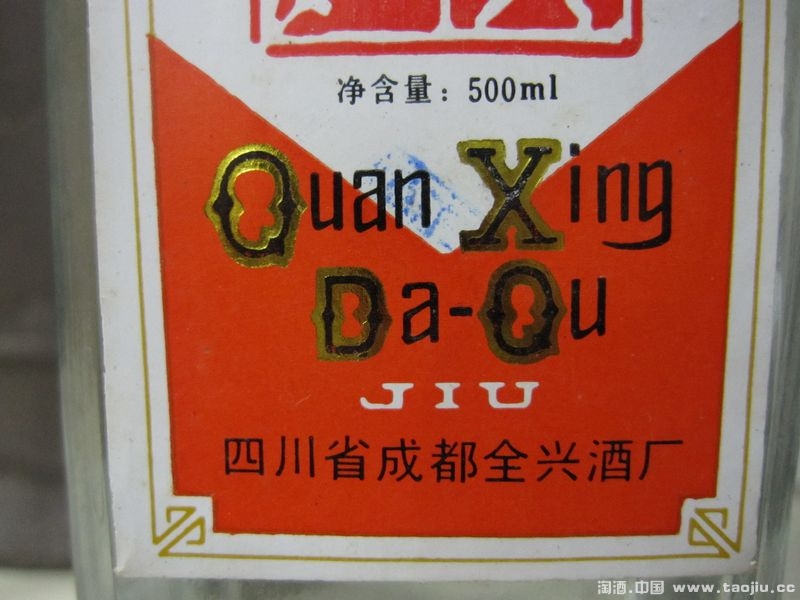 净含量：500ml
Quan Xing
Da-Qu
JIU
四川省成都全兴酒厂
淘酒.中国 www.taojiu.cc